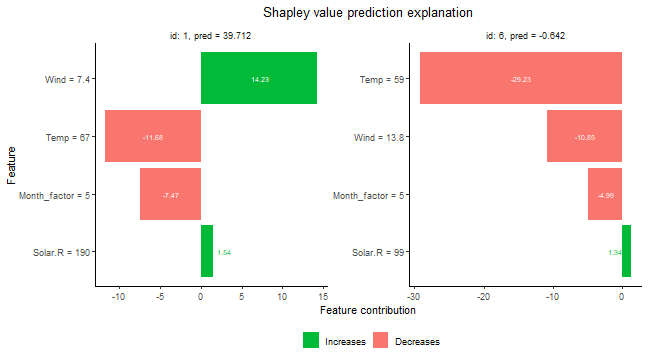 Shapley value prediction explanation
id: 1, pred = 39.712
id: 6, pred = -0.642
Feature
Wind = 7.4
14.23
Temp = 67
-11.68
Month_factor = 5
-7.47
Solar.R = 190
1.54
-10
-5
0
5
10
15
Temp = 59
-29.23
Wind = 13.8
-10.85
Month_factor = 5
-4.99
Solar.R = 99
1.34
-30
-20
-10
0
Feature contribution
Increases
Decreases